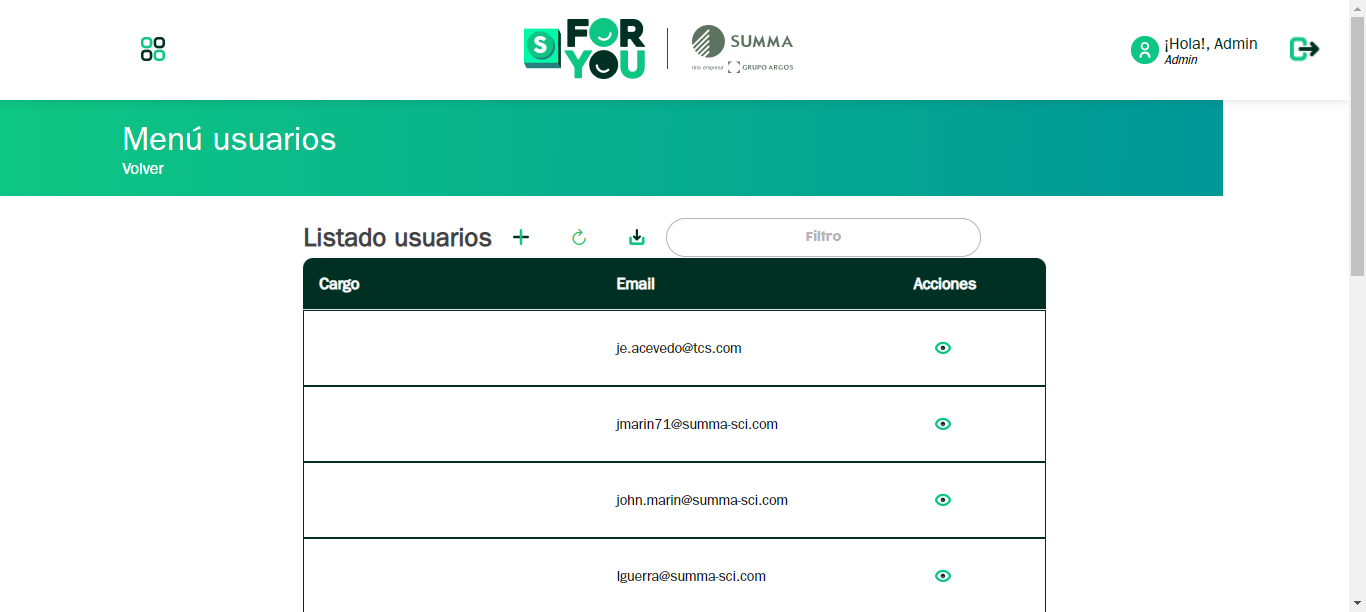 S FOR YOU
SUMMA
Una empresa GRUPO ARGOS
¡Hola!, Admin
Admin
Menú usuarios
Volver
Listado usuarios
Filtro
Cargo Email Acciones
je.acevedo@tcs.com
jmarin71@summa-sci.com
john.marin@summa-sci.com
lguerra@summa-sci.com